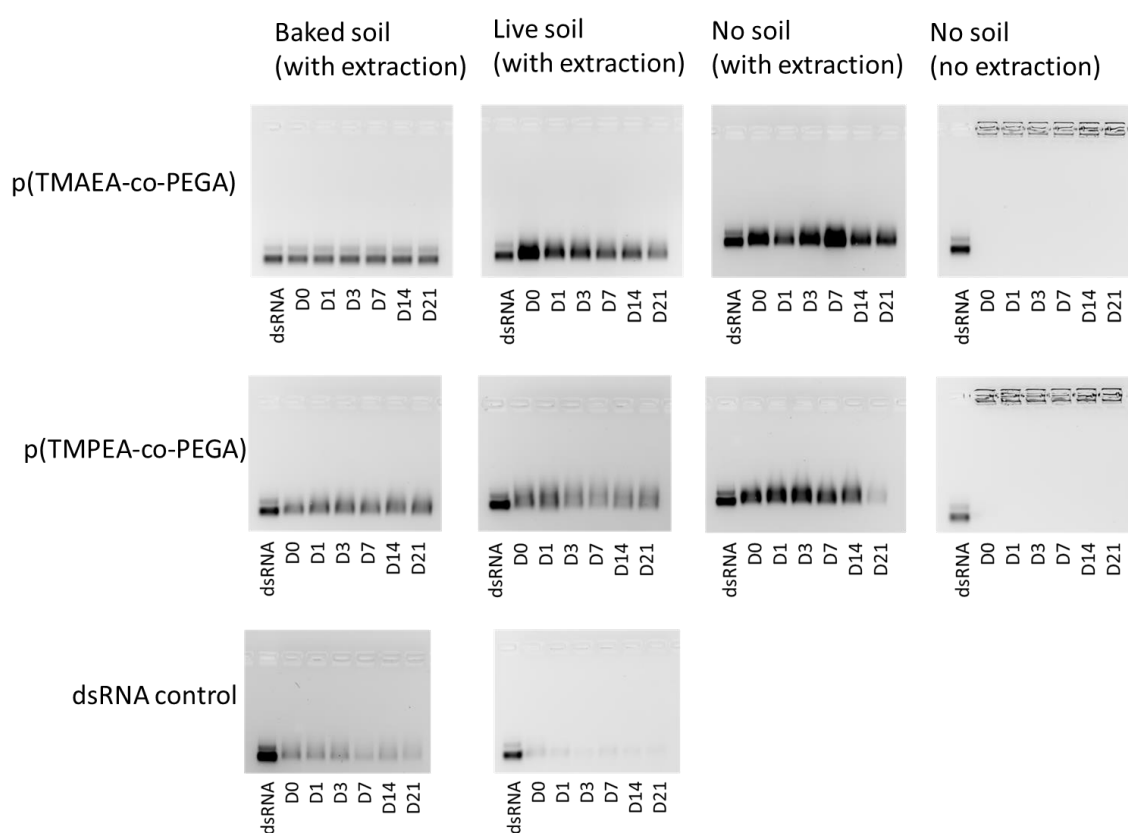 Baked soil
(with extraction)
Live soil
(with extraction)
No soil
(with extraction)
No soil
(no extraction)
p(TMAEA-co-PEGA)
dsRNA D0 D1 D3 D7 D14 D21
dsRNA D0 D1 D3 D7 D14 D21
dsRNA D0 D1 D3 D7 D14 D21
dsRNA D0 D1 D3 D7 D14 D21
p(TMPEA-co-PEGA)
dsRNA D0 D1 D3 D7 D14 D21
dsRNA D0 D1 D3 D7 D14 D21
dsRNA D0 D1 D3 D7 D14 D21
dsRNA D0 D1 D3 D7 D14 D21
dsRNA control
dsRNA D0 D1 D3 D7 D14 D21
dsRNA D0 D1 D3 D7 D14 D21